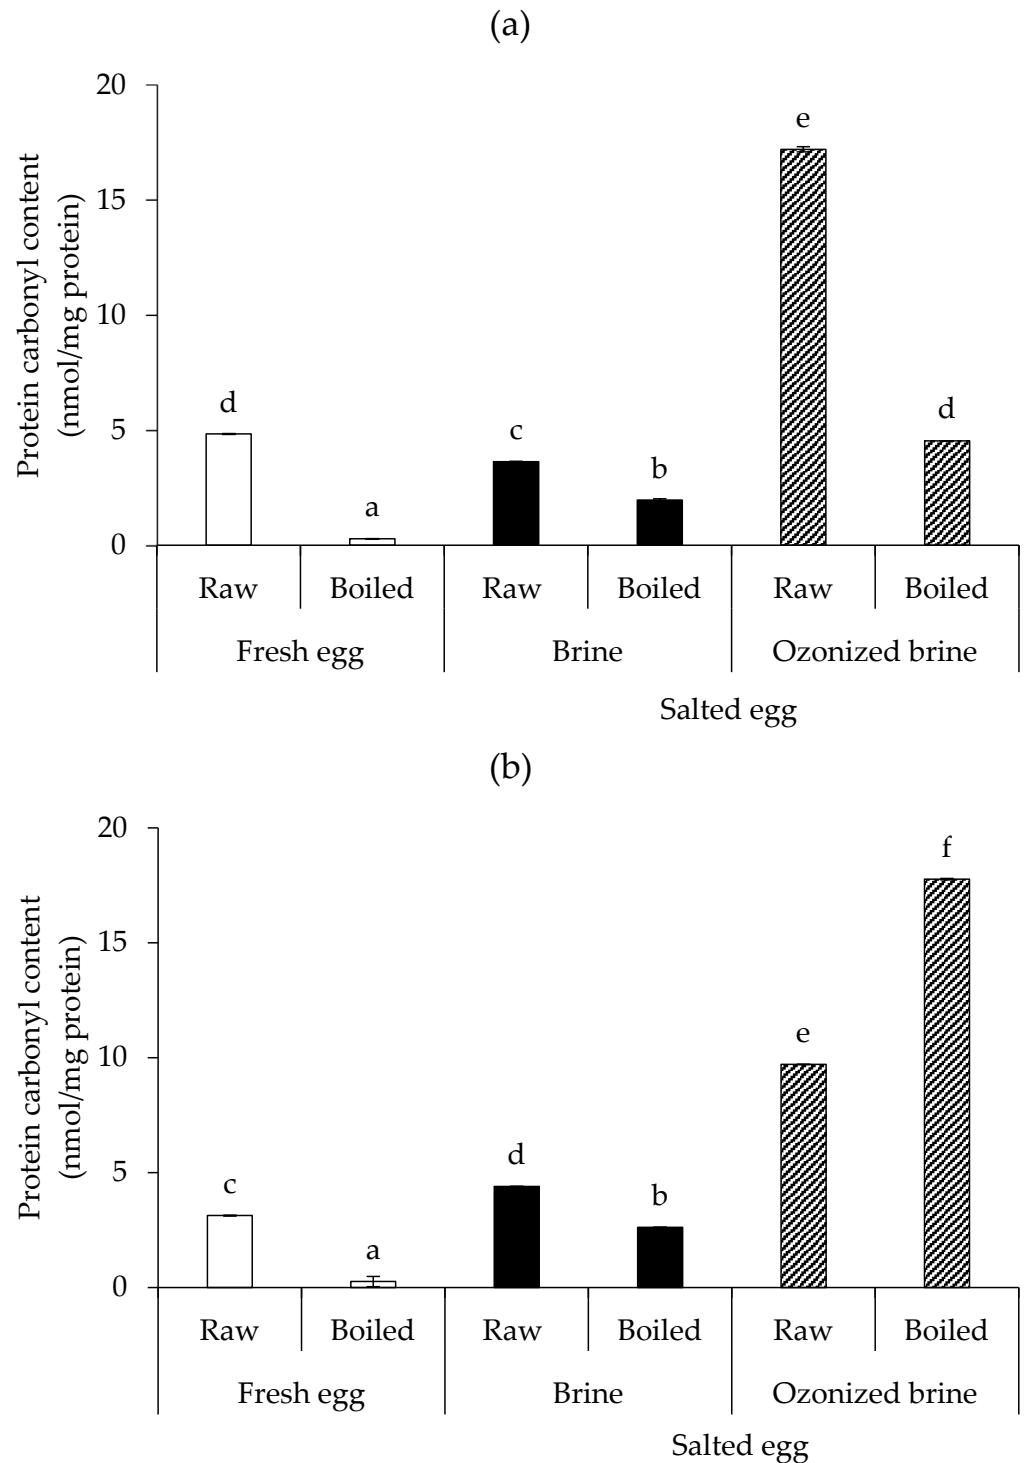 (a)
Protein carbonyl content
(nmol/mg protein)
20
15
10
5
0
d
a
c
b
e
d
Raw Boiled Raw Boiled Raw Boiled
Fresh egg Brine Ozonized brine
Salted egg
(b)
Protein carbonyl content
(nmol/mg protein)
20
15
10
5
0
c
a
d
b
e
f
Raw Boiled Raw Boiled Raw Boiled
Fresh egg Brine Ozonized brine
Salted egg